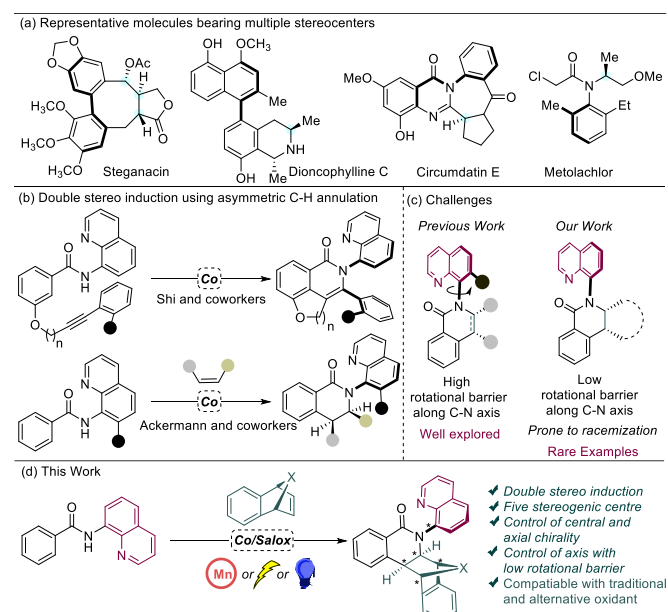 (a) Representative molecules bearing multiple stereocenters
O
O
OAc
H
H
O
O
CH₃O
CH₃O
CH₃O
Steganacin
OH
OCH₃
Me
Me
NH
OH
Me
Dioncophylline C
MeO
O
N
N
OH
H
O
Circumdatin E
O
Cl
Me
N
OMe
Me
Et
Metolachlor
(b) Double stereo induction using asymmetric C-H annulation
O
N
N
H
O
( )n
Co
Shi and coworkers
N
O
N
O
( )n
O
N
N
H
Co
Ackermann and coworkers
N
O
N
H
H
(c) Challenges
Previous Work
Our Work
N
O
N
N
O
N
High
rotational barrier
along C-N axis
Well explored
Low
rotational barrier
along C-N axis
Prone to racemization
Rare Examples
(d) This Work
O
N
H
N
X
Co/Salox
Mn or or
N
O
N
*
H
*
*
H
*
*
X
Double stereo induction
Five stereogenic centre
Control of central and
axial chirality
Control of axis with
low rotational barrier
Compatiable with traditional
and alternative oxidant